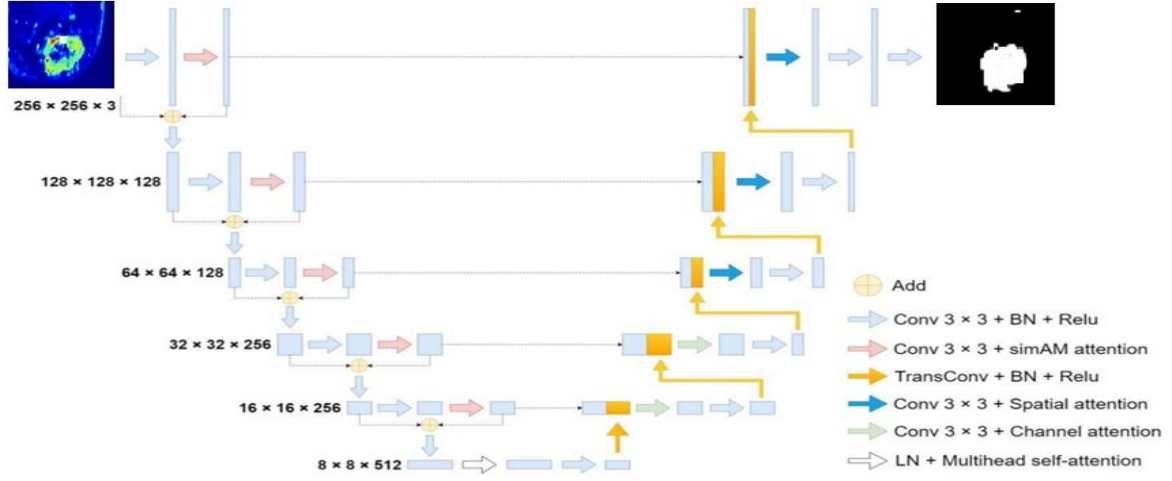 256 × 256 × 3
128 × 128 × 128
64 × 64 × 128
32 × 32 × 256
16 × 16 × 256
8 × 8 × 512
Add
Conv 3 × 3 + BN + Relu
Conv 3 × 3 + simAM attention
TransConv + BN + Relu
Conv 3 × 3 + Spatial attention
Conv 3 × 3 + Channel attention
LN + Multihead self-attention